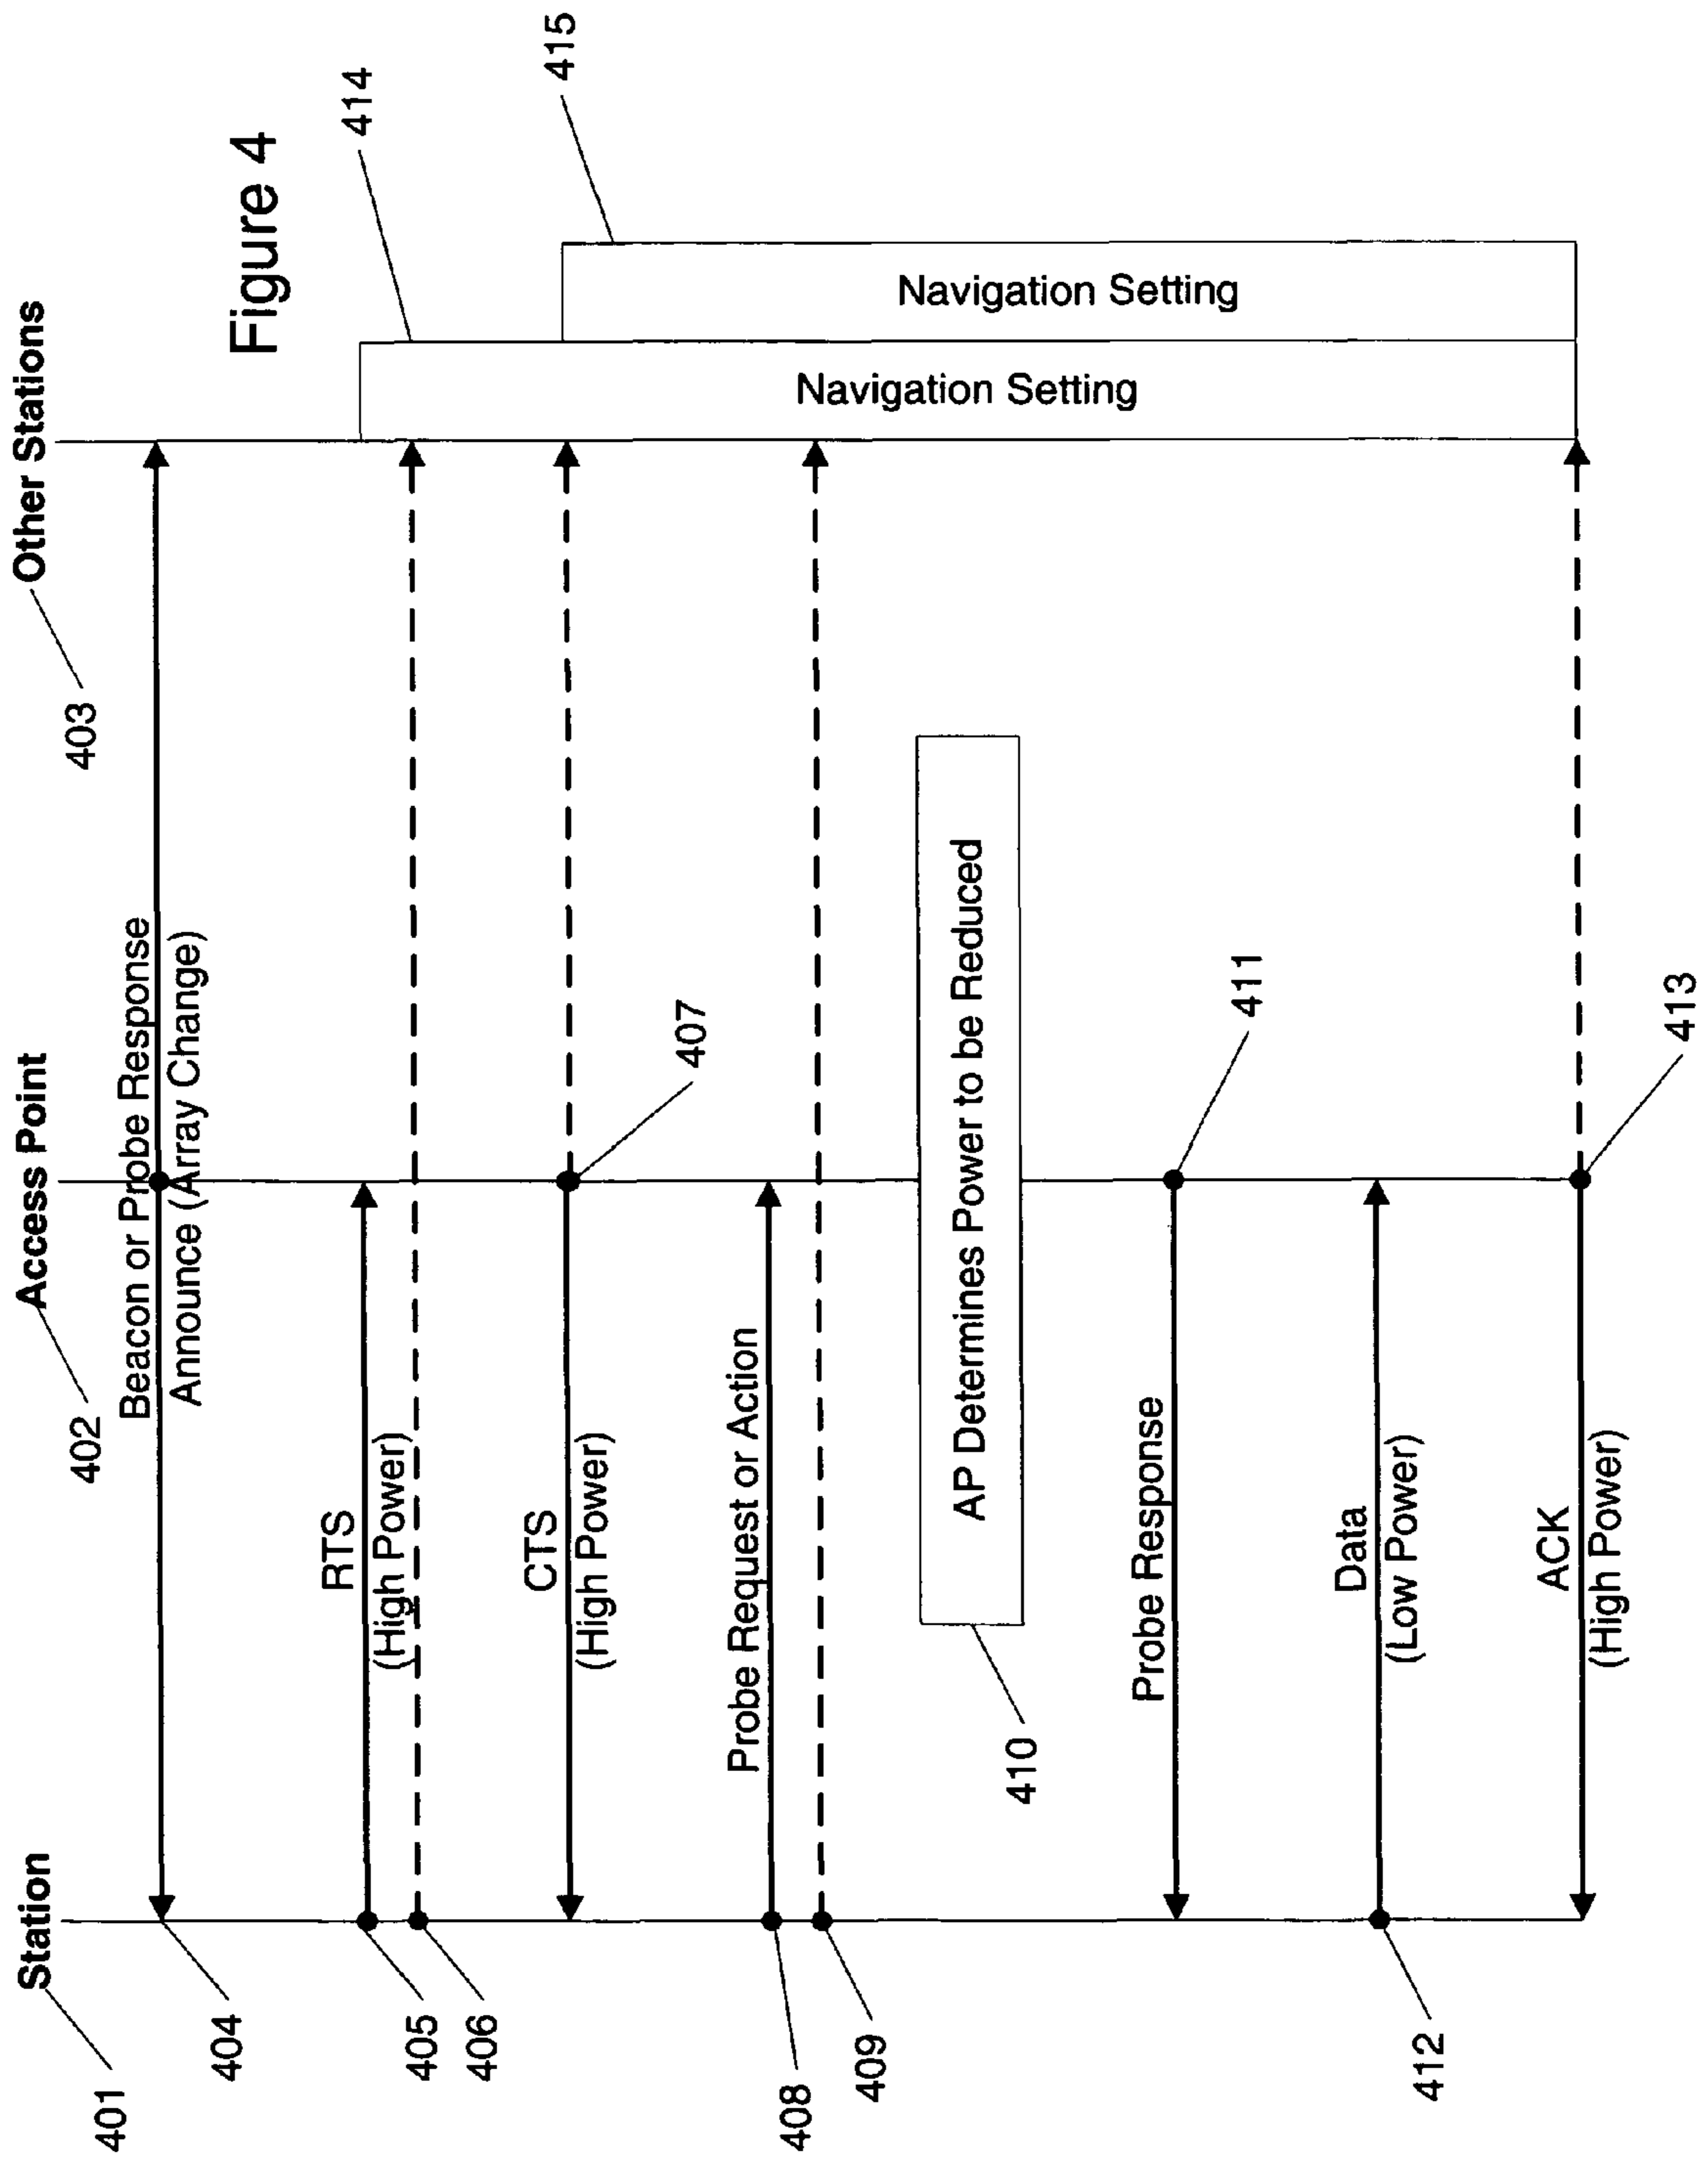 Figure 4
401
Station
402
Access Point
403
Other Stations
404
Beacon or Probe Response
Announce (Array Change)
405
RTS
(High Power)
406
414
CTS
(High Power)
407
415
408
Probe Request or Action
409
410
AP Determines Power to be Reduced
Navigation Setting
Navigation Setting
Probe Response
411
412
Data
(Low Power)
ACK
(High Power)
413